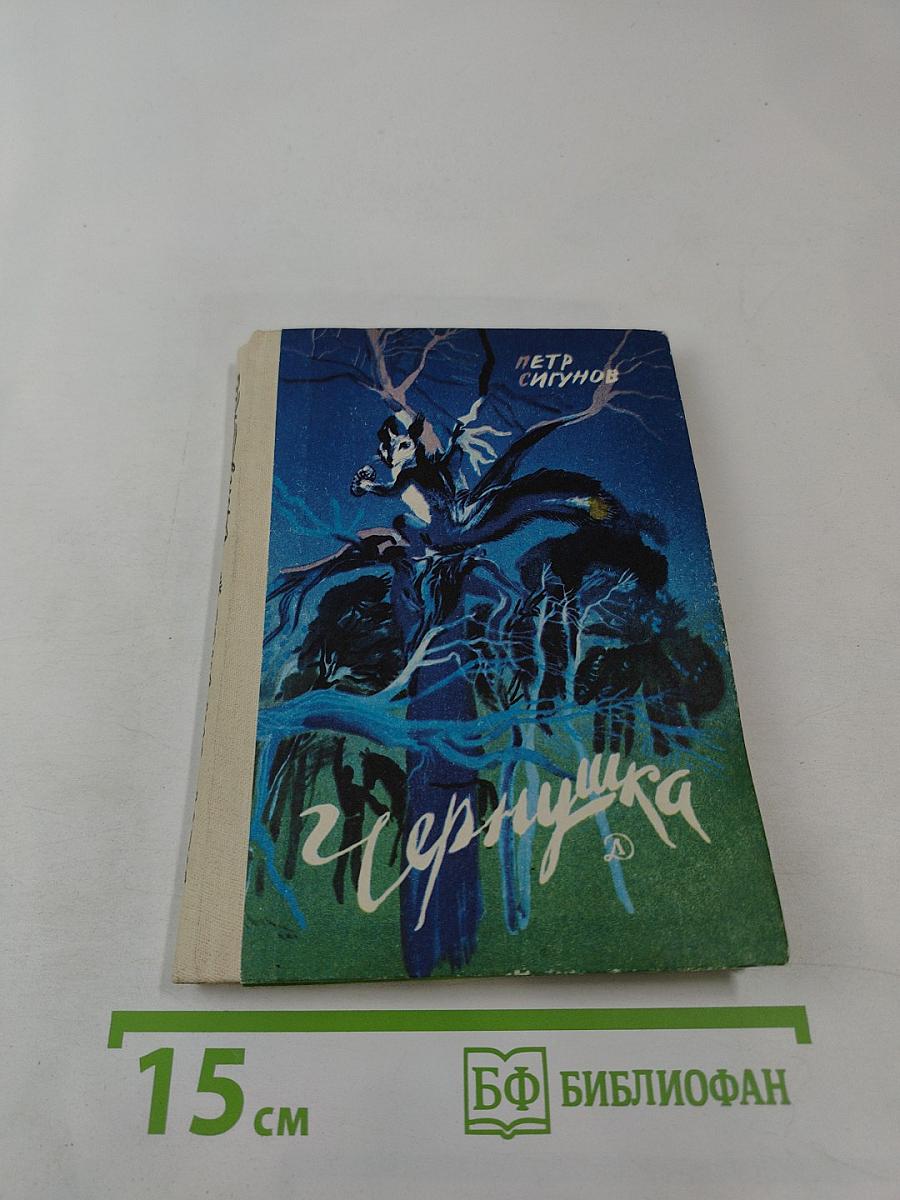 ПЕТР
СИГУНОВ
Чернушка
Д
15 см
БФ БИБЛИОФАН